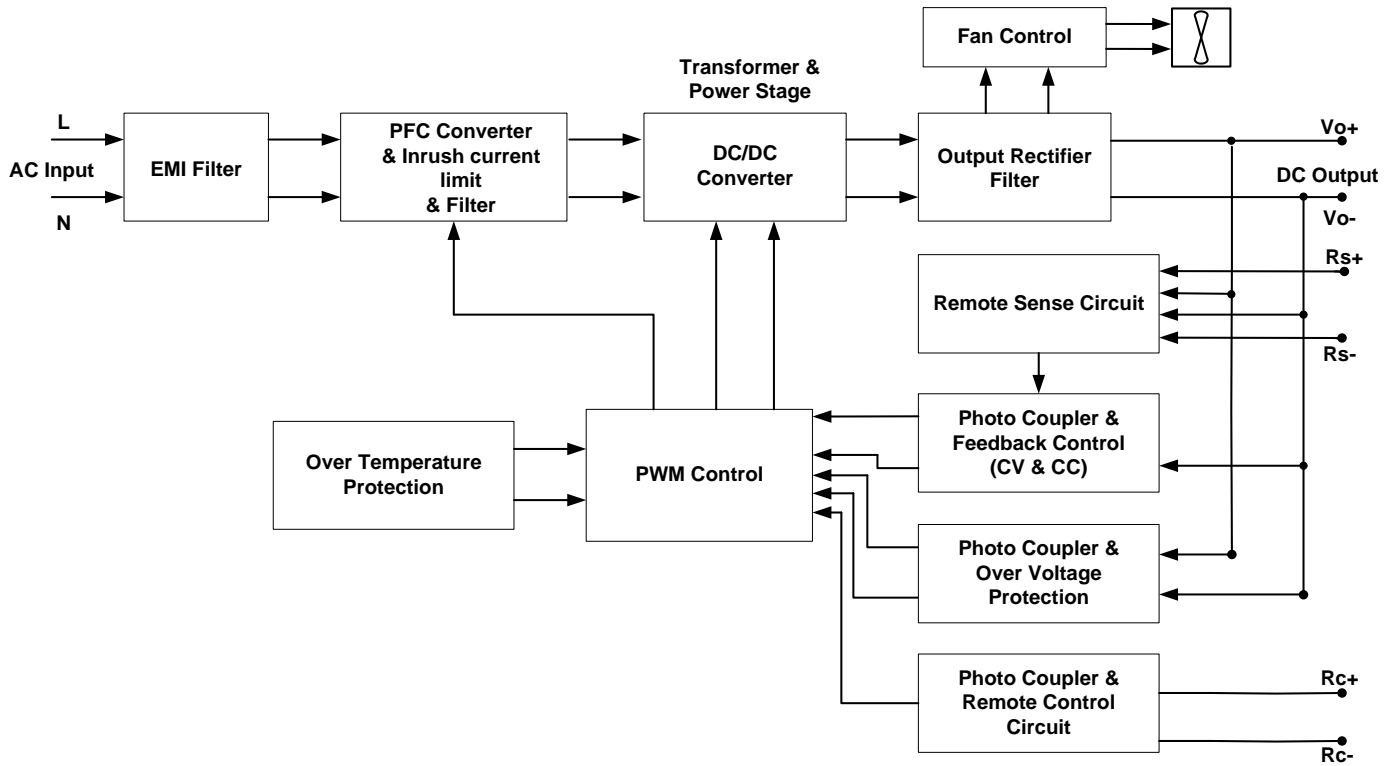 Fan Control
Transformer &
Power Stage
L
AC Input
N
EMI Filter
PFC Converter
& Inrush current
limit
& Filter
DC/DC
Converter
Output Rectifier
Filter
Vo+
DC Output
Vo-
Rs+
Remote Sense Circuit
Rs-
Over Temperature
Protection
PWM Control
Photo Coupler &
Feedback Control
(CV & CC)
Photo Coupler &
Over Voltage
Protection
Photo Coupler &
Remote Control
Circuit
Rc+
Rc-